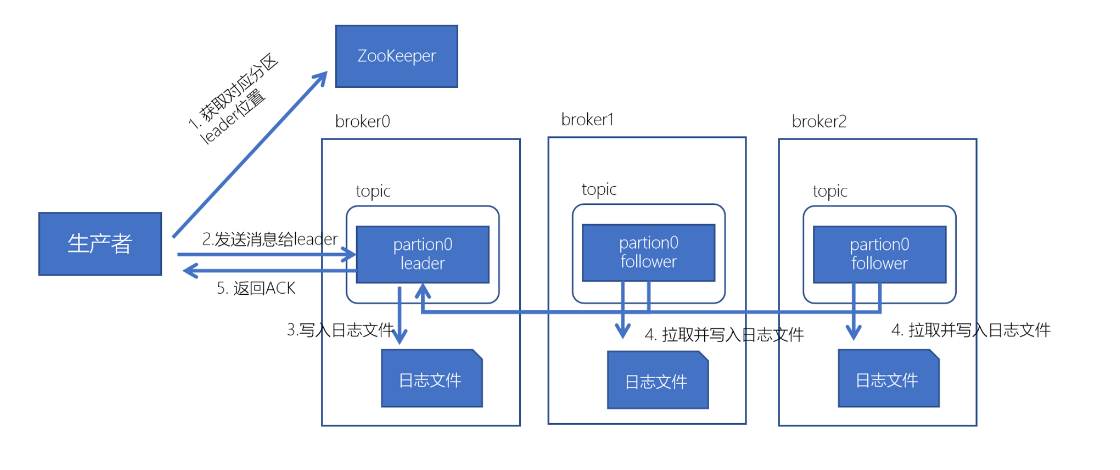 ZooKeeper
1. 获取对应分区
leader位置
broker0
broker1
broker2
topic
topic
topic
生产者
2.发送消息给leader
partion0
leader
partion0
follower
partion0
follower
5. 返回ACK
3.写入日志文件
4. 拉取并写入日志文件
4. 拉取并写入日志文件
日志文件
日志文件
日志文件